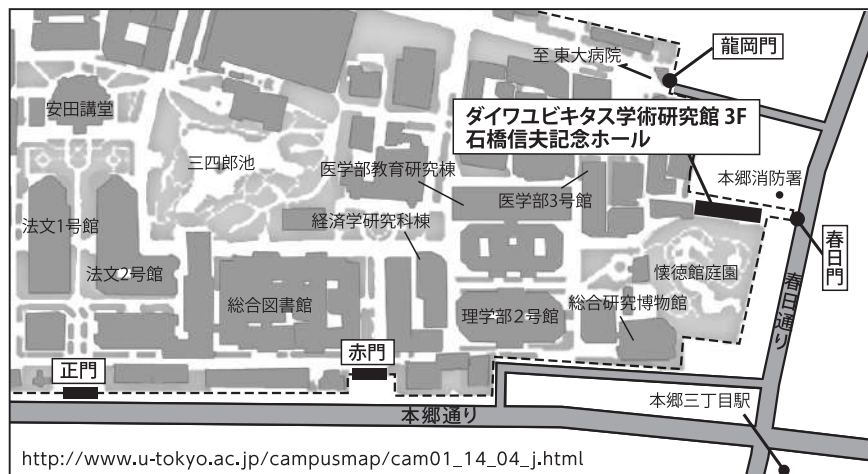 龍岡門
至 東大病院
ダイワユビキタス学術研究館 3F
石橋信夫記念ホール
安田講堂
三四郎池
医学部教育研究棟
本郷消防署
医学部3号館
経済学研究科棟
法文1号館
春日門
法文2号館
懐徳館庭園
春日通り
総合図書館
理学部2号館
総合研究博物館
赤門
正門
本郷三丁目駅
本郷通り
http://www.u-tokyo.ac.jp/campusmap/cam01_14_04_j.html